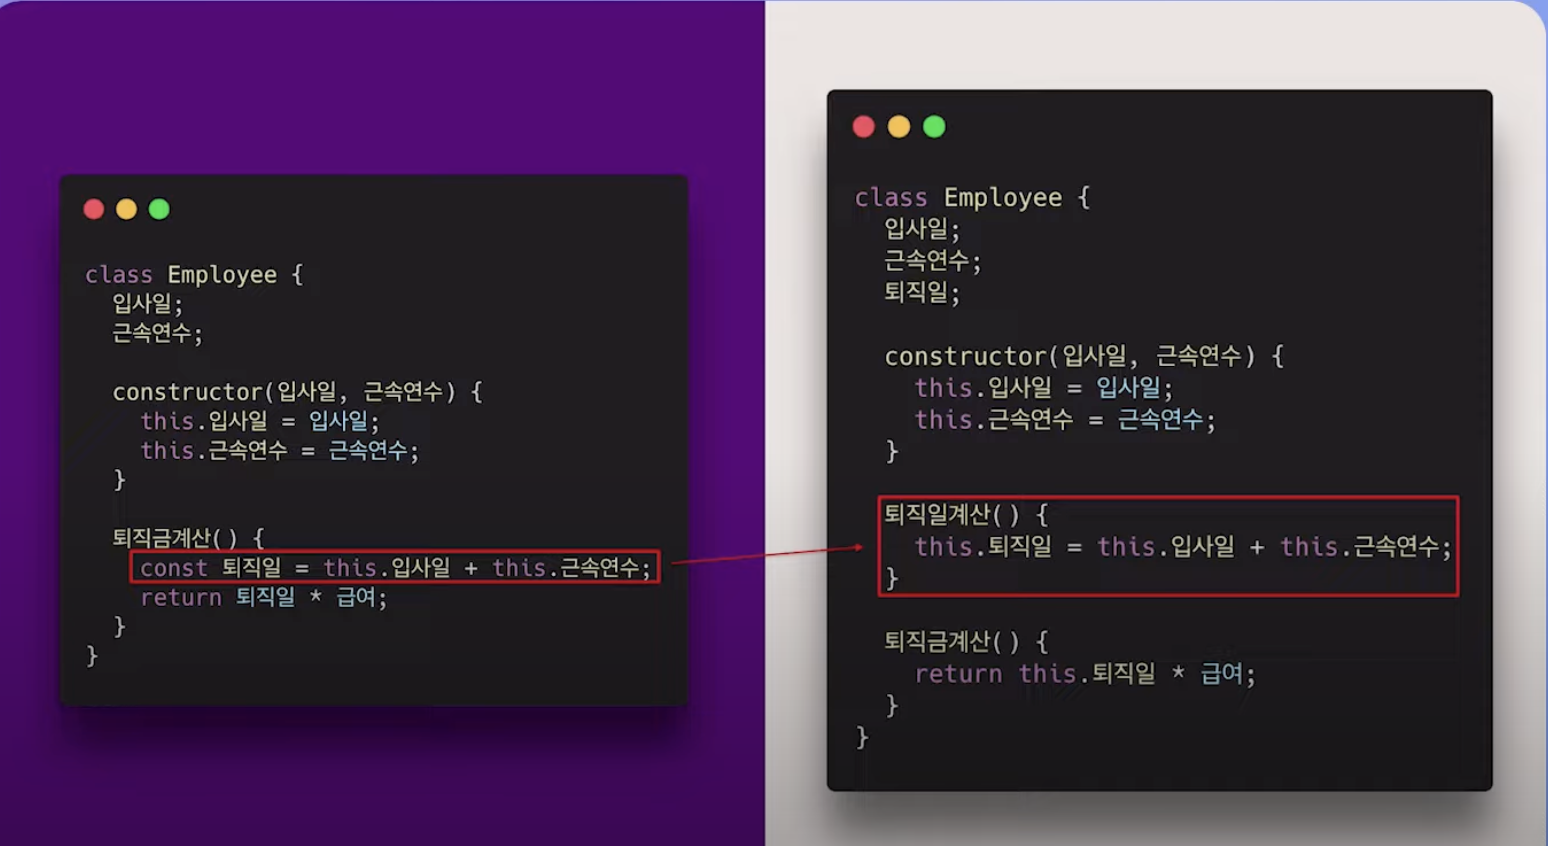 class Employee {
입사일;
근속연수;
constructor(입사일, 근속연수) {
this.입사일 = 입사일;
this.근속연수 = 근속연수;
}
퇴직금계산() {
const 퇴직일 = this.입사일 + this.근속연수;
return 퇴직일 * 급여;
}
}
class Employee {
입사일;
근속연수;
퇴직일;
constructor(입사일, 근속연수) {
this.입사일 = 입사일;
this.근속연수 = 근속연수;
}
퇴직일계산() {
this.퇴직일 = this.입사일 + this.근속연수;
}
퇴직금계산() {
return this.퇴직일 * 급여;
}
}